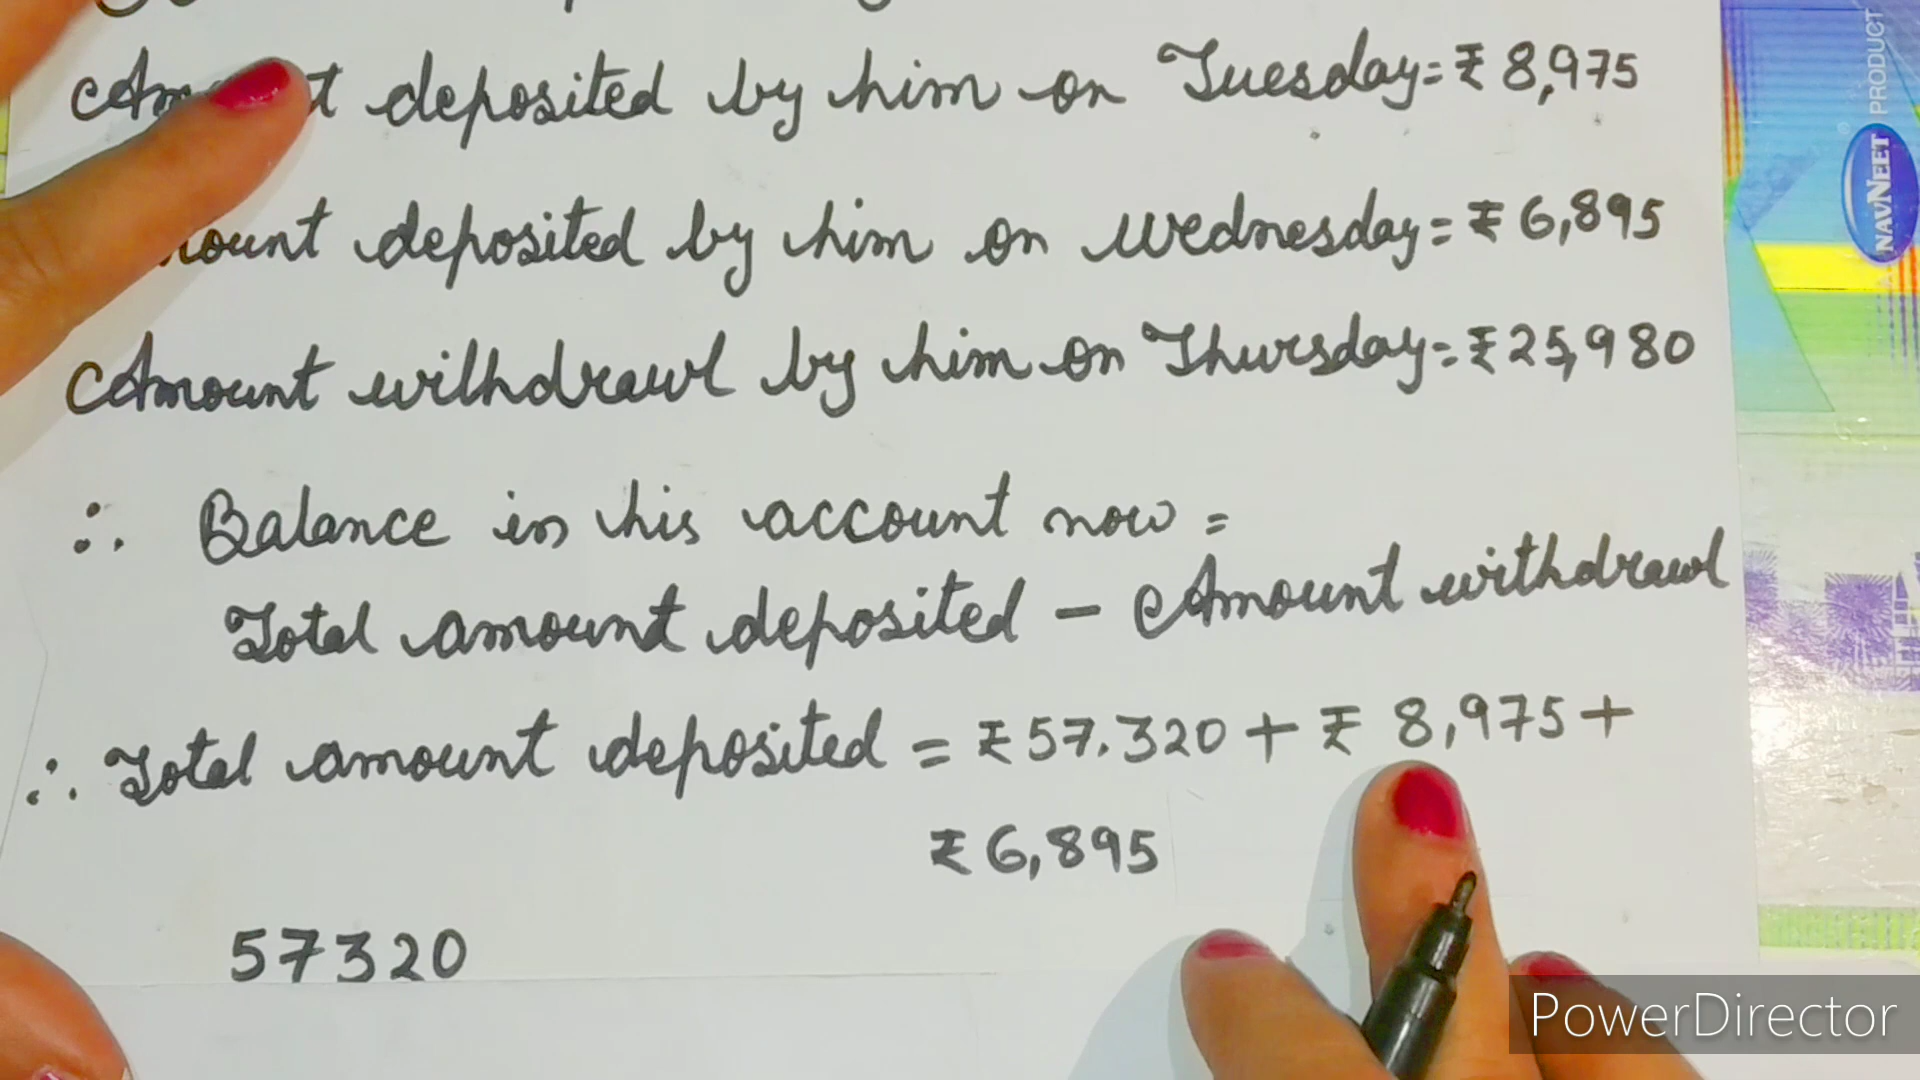 deposited by him on Tuesday = ₹ 8,975
deposited by him on wednesday = ₹ 6,895
Amount withdrawl by him on Thursday = ₹ 25,980
∴ Balance in his account now =
Total amount deposited - Amount withdrawl
∴ Total amount deposited = ₹ 57.320 + ₹ 8,975 +
₹ 6,895
57320
NAVNEET
PRODUCT
PowerDirector